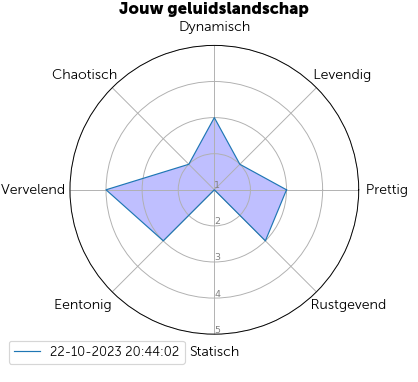 Jouw geluidslandschap
Dynamisch
Chaotisch
Levendig
Vervelend
1
Prettig
2
3
Eentonig
4
Rustgevend
5
22-10-2023 20:44:02
Statisch